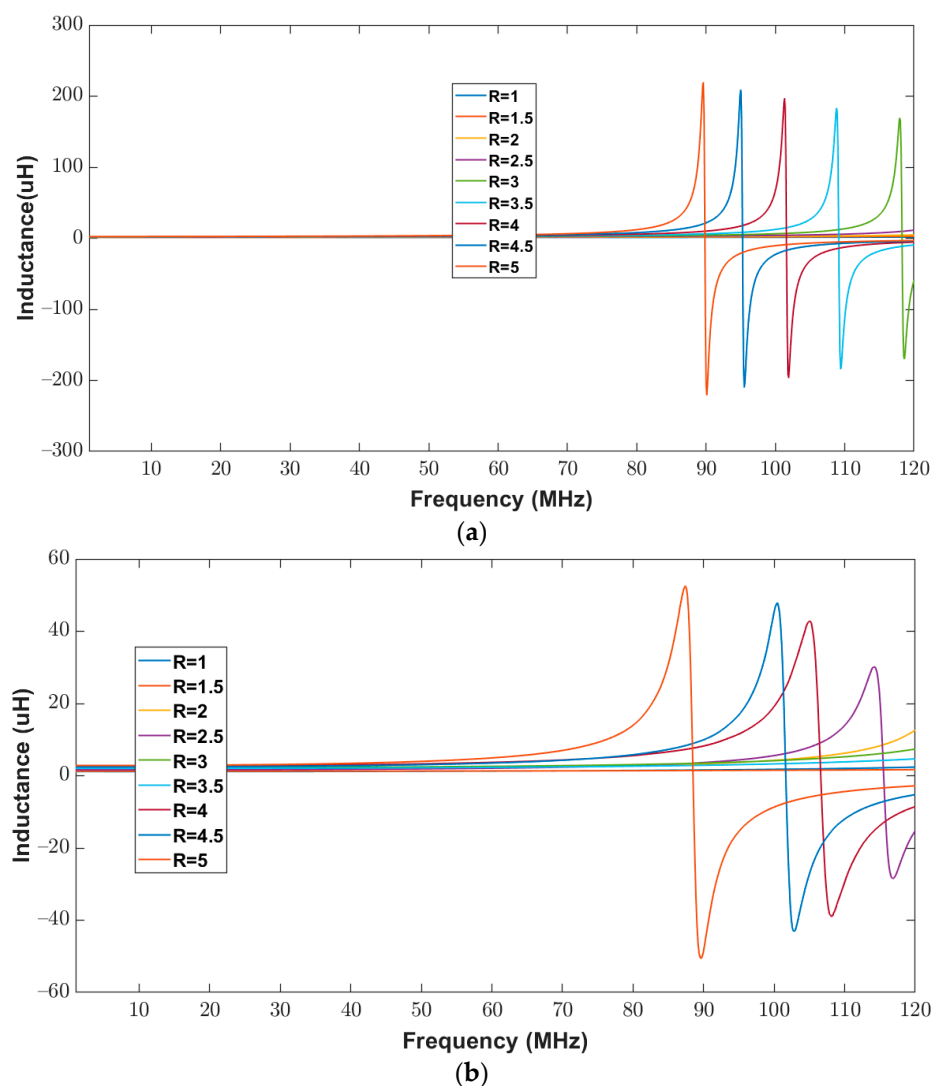 300
200
100
0
−100
−200
−300
Inductance(uH)
R=1
R=1.5
R=2
R=2.5
R=3
R=3.5
R=4
R=4.5
R=5
10 20 30 40 50 60 70 80 90 100 110 120
Frequency (MHz)
(a)
60
40
20
0
−20
−40
−60
Inductance (uH)
R=1
R=1.5
R=2
R=2.5
R=3
R=3.5
R=4
R=4.5
R=5
10 20 30 40 50 60 70 80 90 100 110 120
Frequency (MHz)
(b)